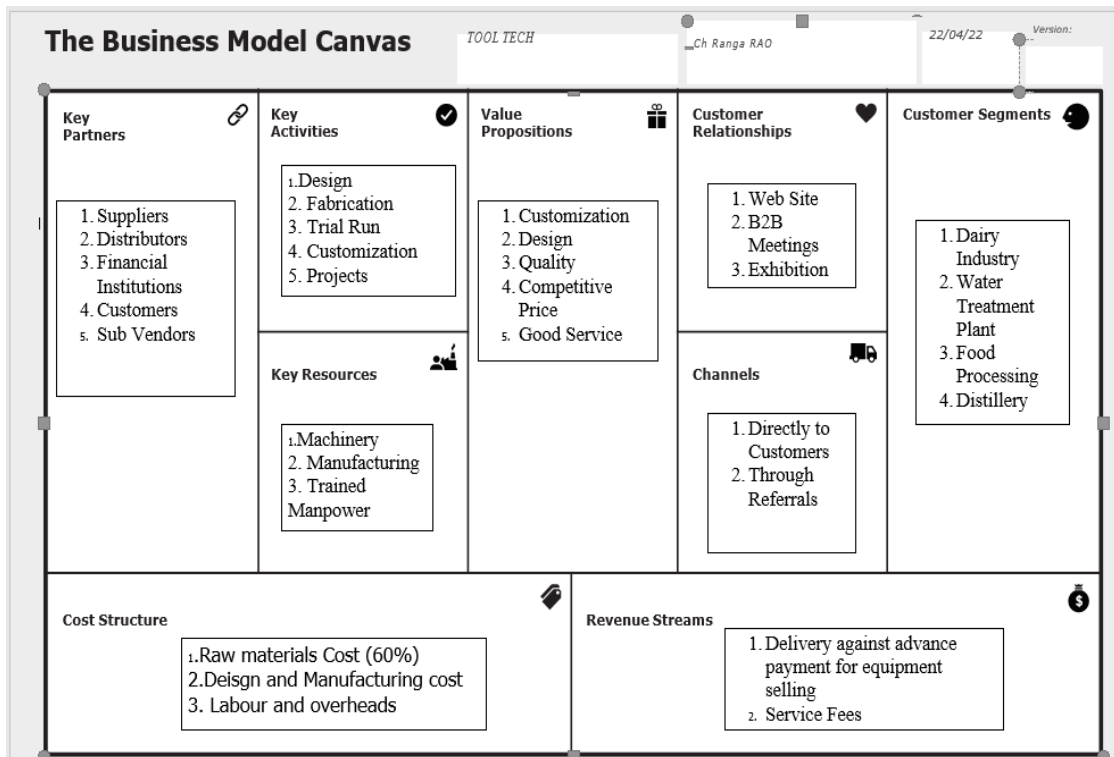 The Business Model Canvas
TOOL TECH
Ch Ranga RAO
22/04/22
Version:
Key
Partners
1. Suppliers
2. Distributors
3. Financial
Institutions
4. Customers
5. Sub Vendors
Key
Activities
1.Design
2. Fabrication
3. Trial Run
4. Customization
5. Projects
Key Resources
1.Machinery
2. Manufacturing
3. Trained
Manpower
Value
Propositions
1. Customization
2. Design
3. Quality
4. Competitive
Price
5. Good Service
Customer
Relationships
1. Web Site
2. B2B
Meetings
3. Exhibition
Channels
1. Directly to
Customers
2. Through
Referrals
Customer Segments
1. Dairy
Industry
2. Water
Treatment
Plant
3. Food
Processing
4. Distillery
Cost Structure
1.Raw materials Cost (60%)
2.Deisgn and Manufacturing cost
3. Labour and overheads
Revenue Streams
$
1. Delivery against advance
payment for equipment
selling
2. Service Fees